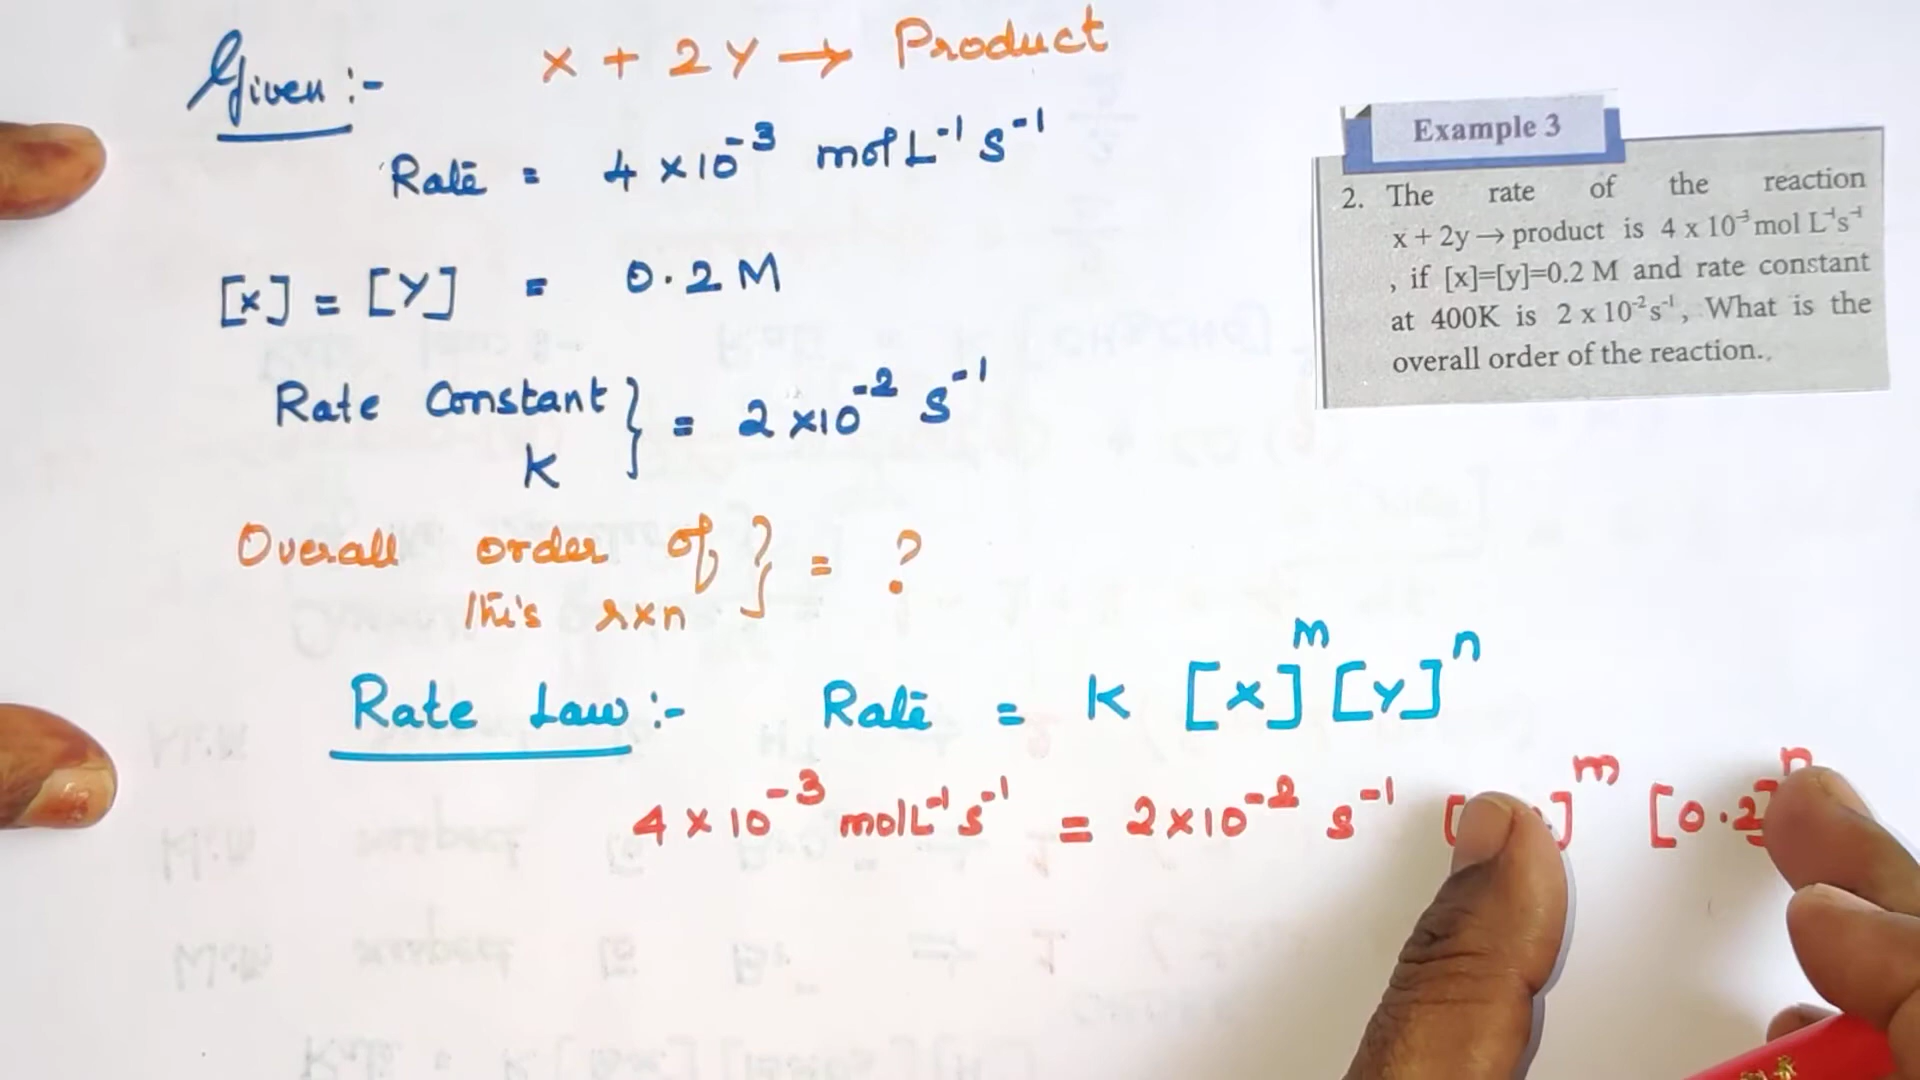 Given :- x + 2y → Product
Rate = 4 × 10⁻³ mol L⁻¹ s⁻¹
[x] = [Y] = 0.2 M
Rate Constant K } = 2 × 10⁻² s⁻¹
Overall order of this rxn } = ?
Rate Law :- Rate = K [x]ᵐ [y]ⁿ
4 × 10⁻³ mol L⁻¹ s⁻¹ = 2 × 10⁻² s⁻¹ [ ]ᵐ [0.2]ⁿ
Example 3
2. The rate of the reaction
x + 2y → product is 4 x 10⁻³ mol L⁻¹s⁻¹
, if [x]=[y]=0.2 M and rate constant
at 400K is 2 x 10⁻²s⁻¹, What is the
overall order of the reaction..